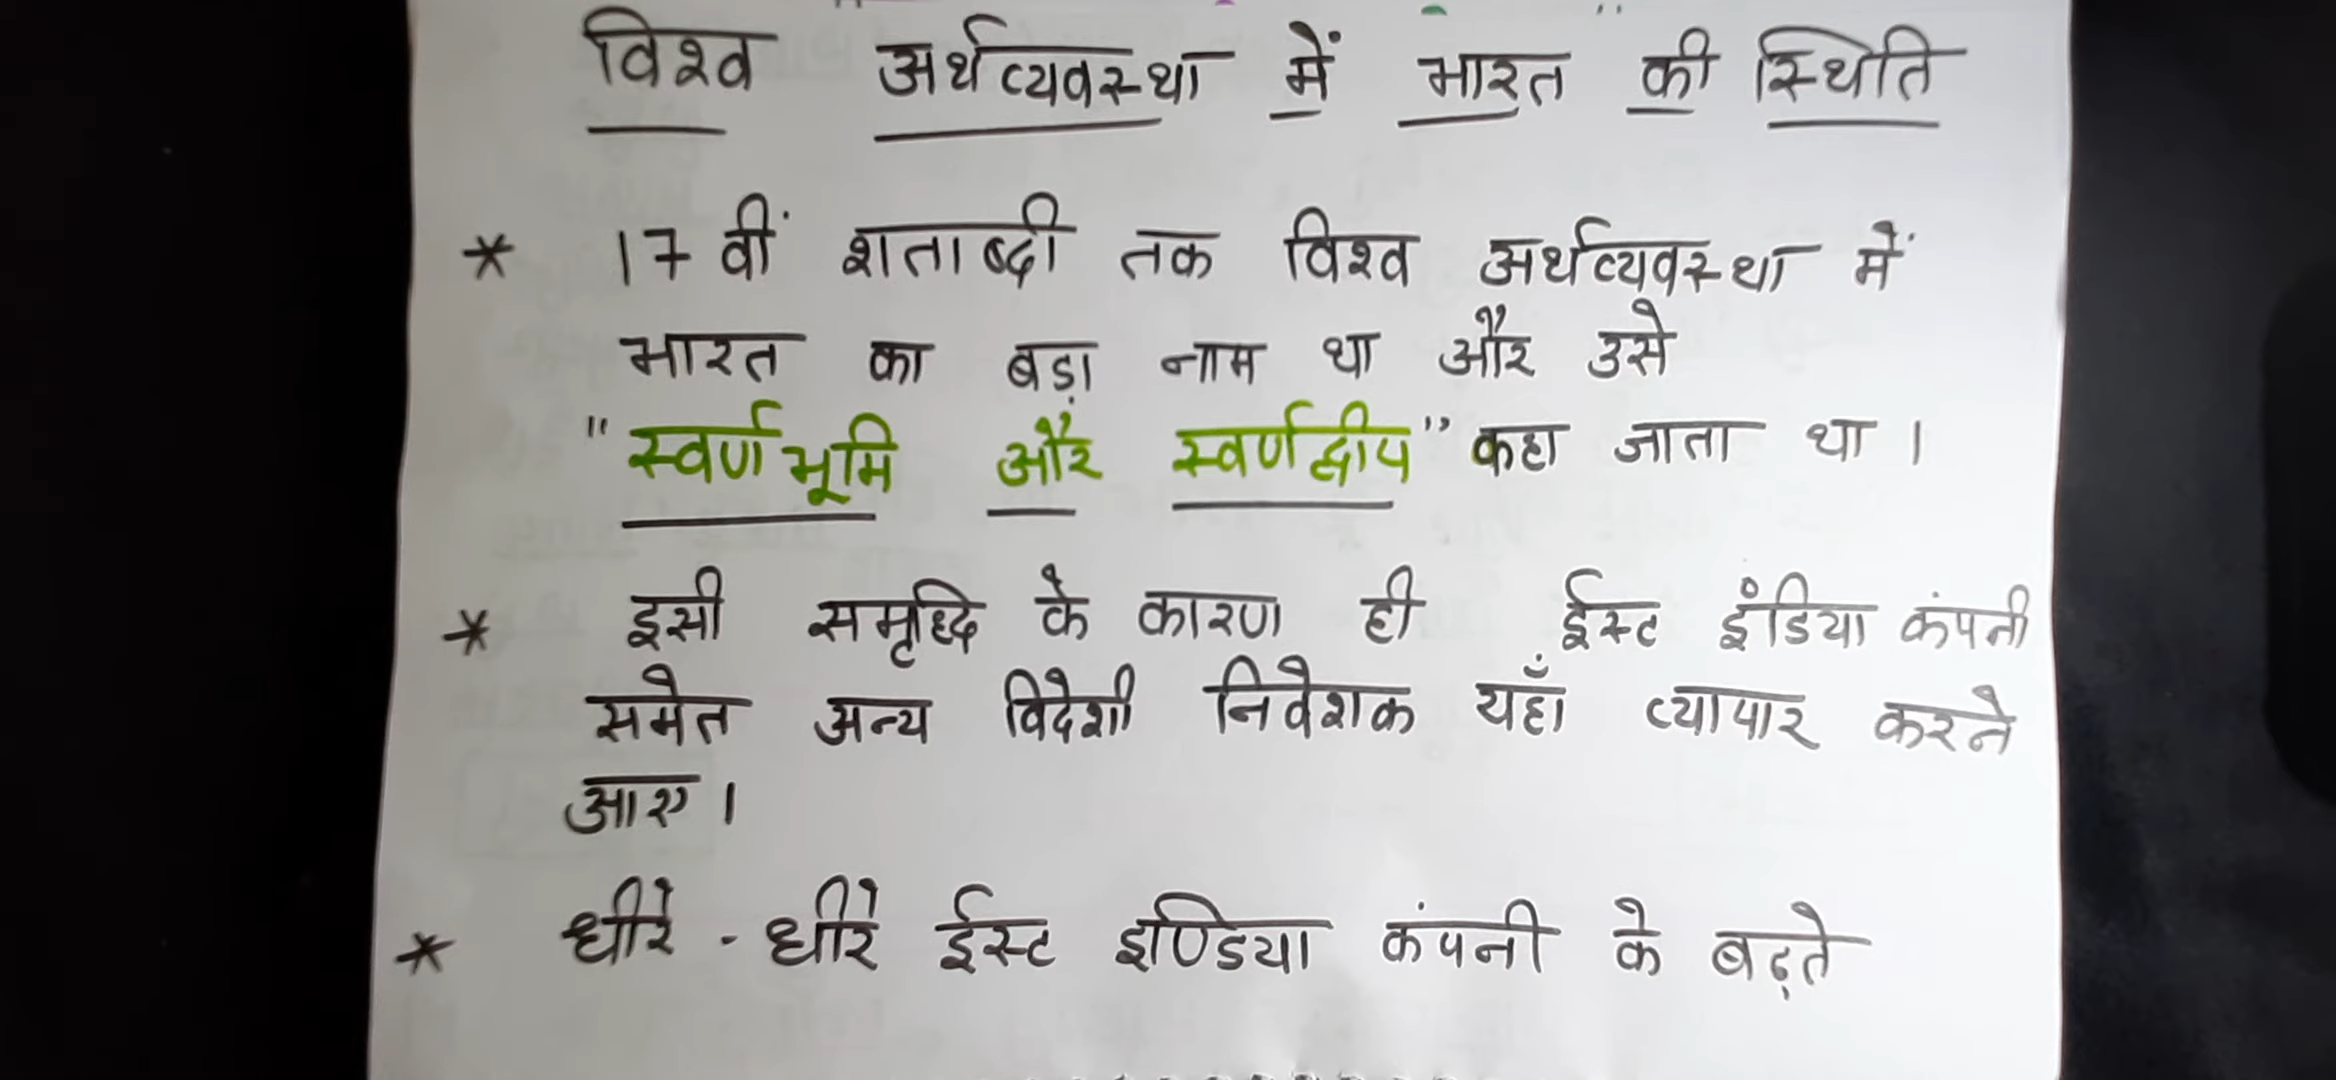 विश्व अर्थव्यवस्था में भारत की स्थिति
* 17 वीं शताब्दी तक विश्व अर्थव्यवस्था में
भारत का बड़ा नाम था और उसे
"स्वर्णभूमि और स्वर्णद्वीप" कहा जाता था ।
* इसी समृद्धि के कारण ही ईस्ट इंडिया कंपनी
समेत अन्य विदेशी निवेशक यहाँ व्यापार करने
आए ।
* धीरे - धीरे ईस्ट इण्डिया कंपनी के बढ़ते